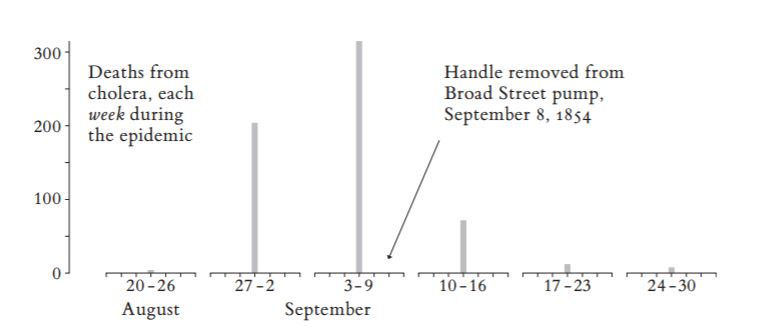 300
200
100
0
Deaths from
cholera, each
week during
the epidemic
Handle removed from
Broad Street pump,
September 8, 1854
20–26
27–2
3–9
10–16
17–23
24–30
August
September